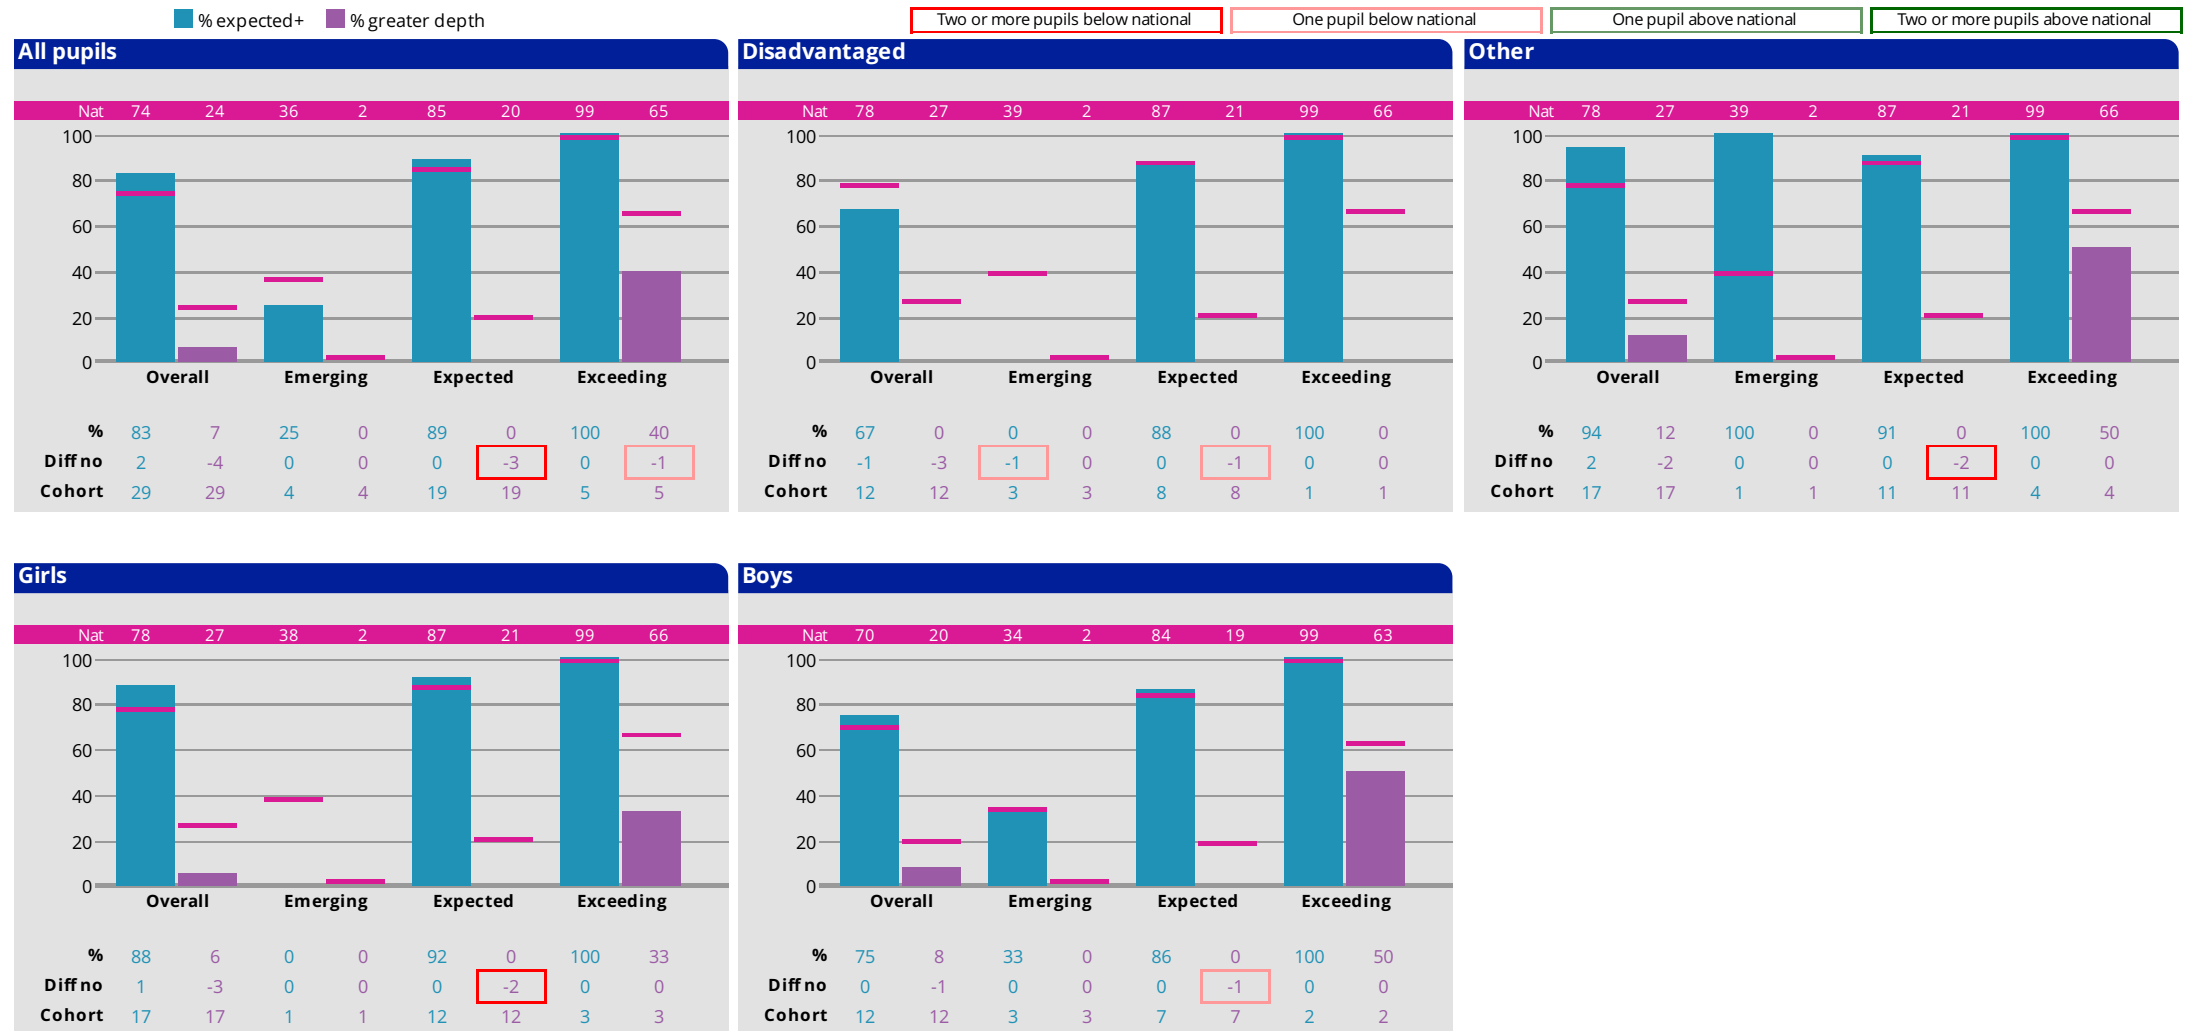 % expected+ % greater depth
Two or more pupils below national One pupil below national One pupil above national Two or more pupils above national
All pupils
Nat 74 24 36 2 85 20 99 65
100
80
60
40
20
0
Overall Emerging Expected Exceeding
% 83 7 25 0 89 0 100 40
Diff no 2 -4 0 0 0 -3 0 -1
Cohort 29 29 4 4 19 19 5 5
Disadvantaged
Nat 78 27 39 2 87 21 99 66
100
80
60
40
20
0
Overall Emerging Expected Exceeding
% 67 0 0 0 88 0 100 0
Diff no -1 -3 -1 0 0 -1 0 0
Cohort 12 12 3 3 8 8 1 1
Other
Nat 78 27 39 2 87 21 99 66
100
80
60
40
20
0
Overall Emerging Expected Exceeding
% 94 12 100 0 91 0 100 50
Diff no 2 -2 0 0 0 -2 0 0
Cohort 17 17 1 1 11 11 4 4
Girls
Nat 78 27 38 2 87 21 99 66
100
80
60
40
20
0
Overall Emerging Expected Exceeding
% 88 6 0 0 92 0 100 33
Diff no 1 -3 0 0 0 -2 0 0
Cohort 17 17 1 1 12 12 3 3
Boys
Nat 70 20 34 2 84 19 99 63
100
80
60
40
20
0
Overall Emerging Expected Exceeding
% 75 8 33 0 86 0 100 50
Diff no 0 -1 0 0 0 -1 0 0
Cohort 12 12 3 3 7 7 2 2